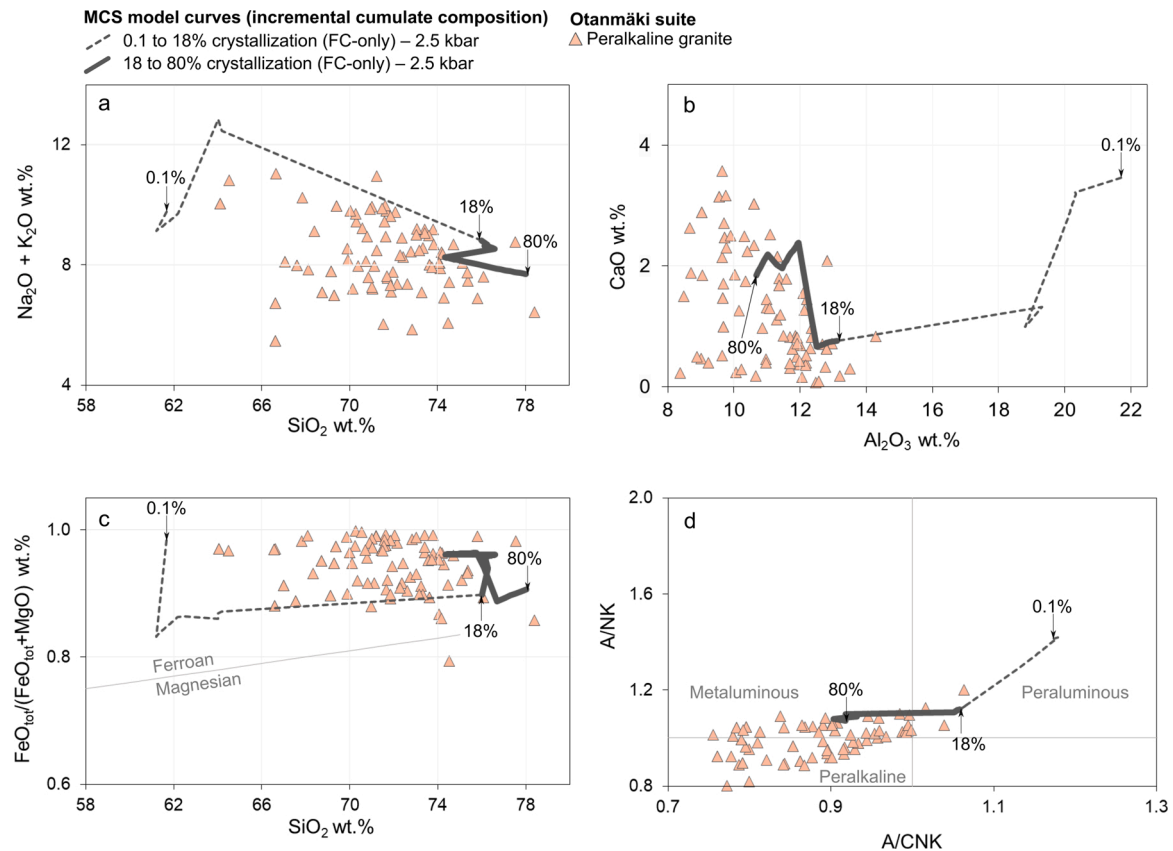 MCS model curves (incremental cumulate composition)
Otanmäki suite
0.1 to 18% crystallization (FC-only) – 2.5 kbar
Peralkaline granite
18 to 80% crystallization (FC-only) – 2.5 kbar
a
12
8
4
Na₂O + K₂O wt.%
0.1%
18%
80%
58
62
66
70
74
78
SiO₂ wt.%
b
4
2
0
CaO wt.%
0.1%
18%
80%
8
10
12
14
16
18
20
22
Al₂O₃ wt.%
c
1.0
0.8
0.6
FeOₜₒₜ/(FeOₜₒₜ+MgO) wt.%
0.1%
80%
18%
Ferroan
Magnesian
58
62
66
70
74
78
SiO₂ wt.%
d
2.0
1.6
1.2
0.8
A/NK
0.1%
80%
18%
Metaluminous
Peraluminous
Peralkaline
0.7
0.9
1.1
1.3
A/CNK